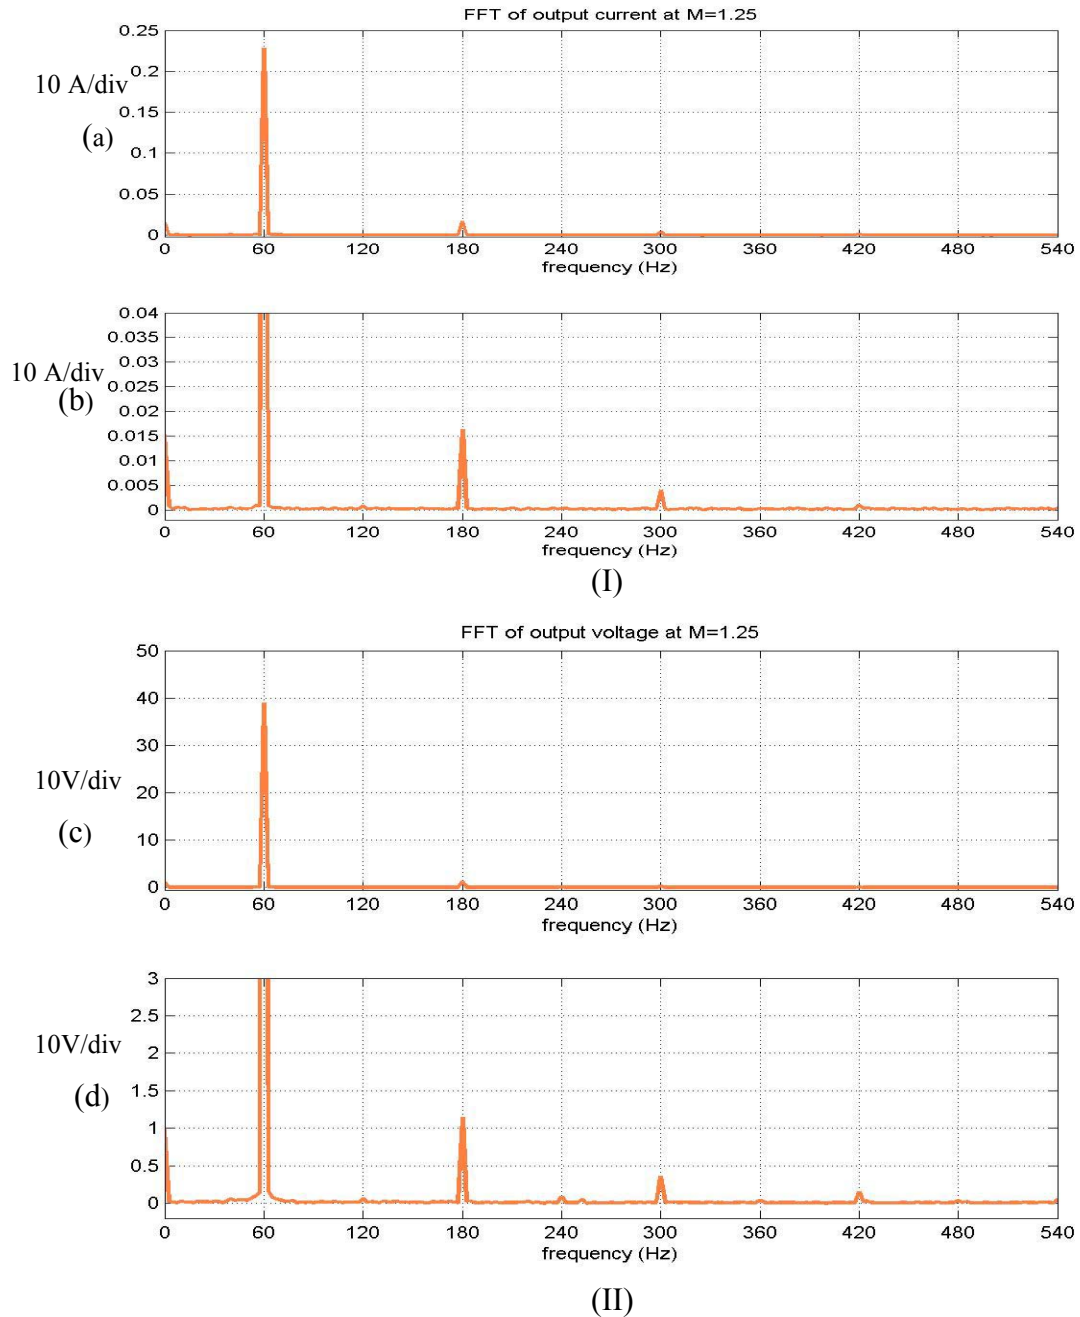 FFT of output current at M=1.25
10 A/div
(a)
0.25
0.2
0.15
0.1
0.05
0
0 60 120 180 240 300 360 420 480 540
frequency (Hz)
10 A/div
(b)
0.04
0.035
0.03
0.025
0.02
0.015
0.01
0.005
0
0 60 120 180 240 300 360 420 480 540
frequency (Hz)
(I)
FFT of output voltage at M=1.25
10V/div
(c)
50
40
30
20
10
0
0 60 120 180 240 300 360 420 480 540
frequency (Hz)
10V/div
(d)
3
2.5
2
1.5
1
0.5
0
0 60 120 180 240 300 360 420 480 540
frequency (Hz)
(II)